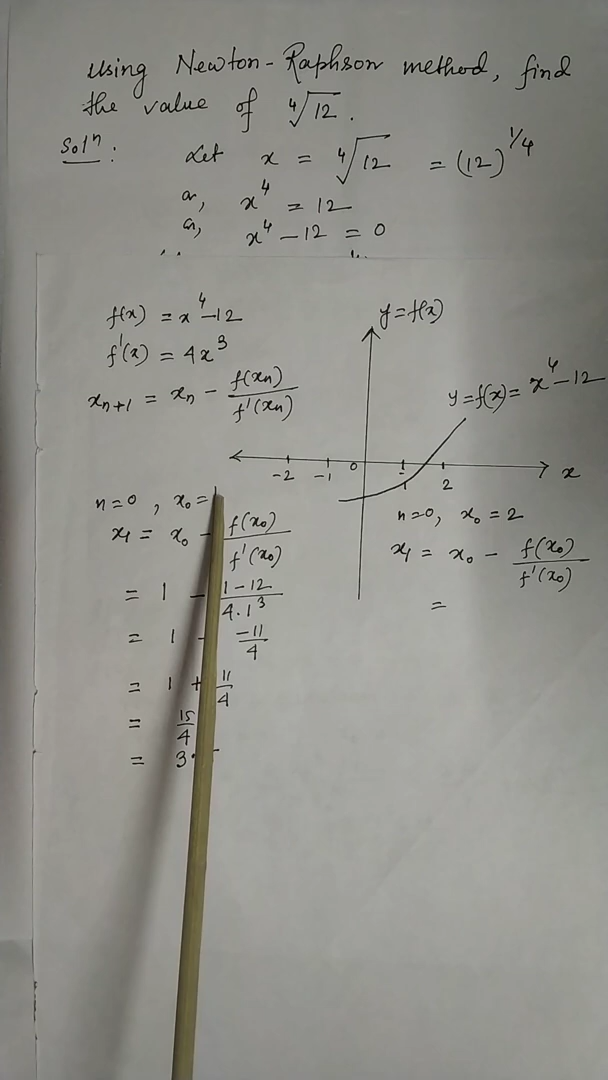 Using Newton-Raphson method, find
the value of ∜12.
Solⁿ: Let x = ∜12 = (12)^1/4
or, x⁴ = 12
or, x⁴ - 12 = 0
f(x) = x⁴-12
f'(x) = 4x³
xₙ₊₁ = xₙ - f(xₙ)/f'(xₙ)
y=f(x)
y=f(x)= x⁴-12
-2 -1 0 1 2 x
n=0, x₀=1
x₁ = x₀ - f(x₀)/f'(x₀)
= 1 - 1-12/4.1³
= 1 - -11/4
= 1 + 11/4
= 15/4
= 3.
n=0, x₀ = 2
x₁ = x₀ - f(x₀)/f'(x₀)
=